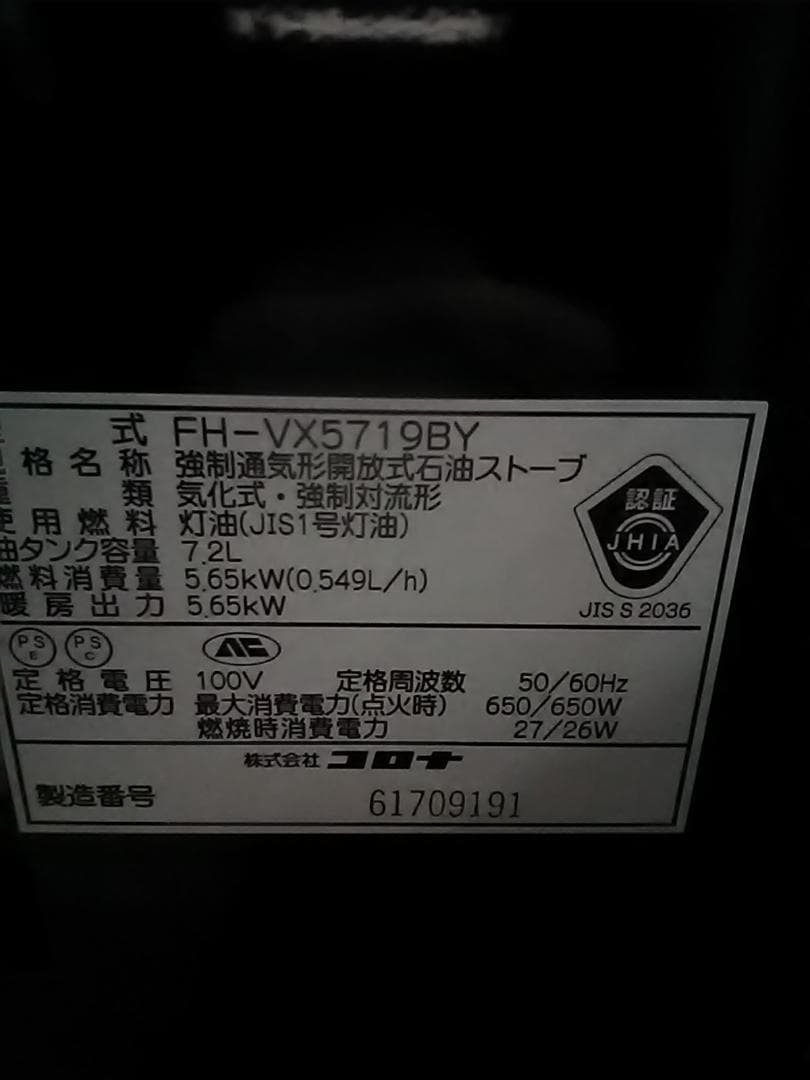 式 FH-VX5719BY
格名称 強制通気形開放式石油ストーブ
類 気化式・強制対流形
使用燃料 灯油(JIS1号灯油)
油タンク容量 7.2L
燃料消費量 5.65kW(0.549L/h)
暖房出力 5.65kW
認証
JHIA
JIS S 2036
PS E PS C
定格電圧 100V 定格周波数 50/60Hz
定格消費電力 最大消費電力(点火時) 650/650W
燃焼時消費電力 27/26W
株式会社 コロナ
製造番号 61709191